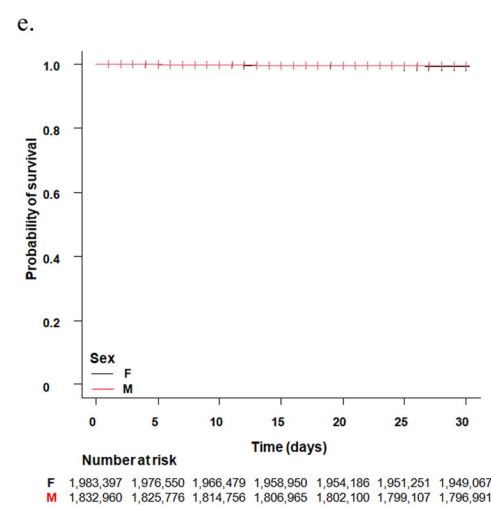 e.
Probability of survival
1.0
0.8
0.6
0.4
0.2
0
Sex
F
M
0 5 10 15 20 25 30
Time (days)
Number at risk
F 1,983,397 1,976,550 1,966,479 1,958,950 1,954,186 1,951,251 1,949,067
M 1,832,960 1,825,776 1,814,756 1,806,965 1,802,100 1,799,107 1,796,991